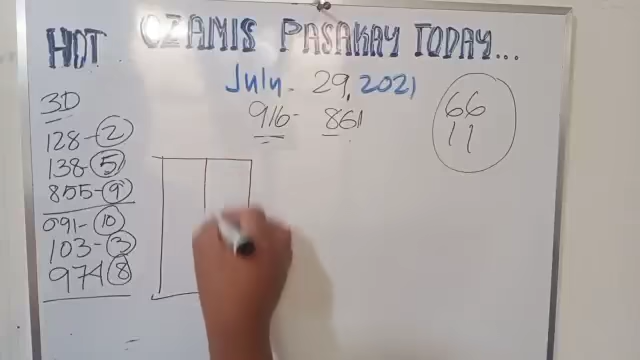 HOT OZAMIS PASAKAY TODAY...
July - 29, 2021
916 - 861
66
11
3D
128 - 2
138 - 5
855 - 9
091 - 10
103 - 3
974 8